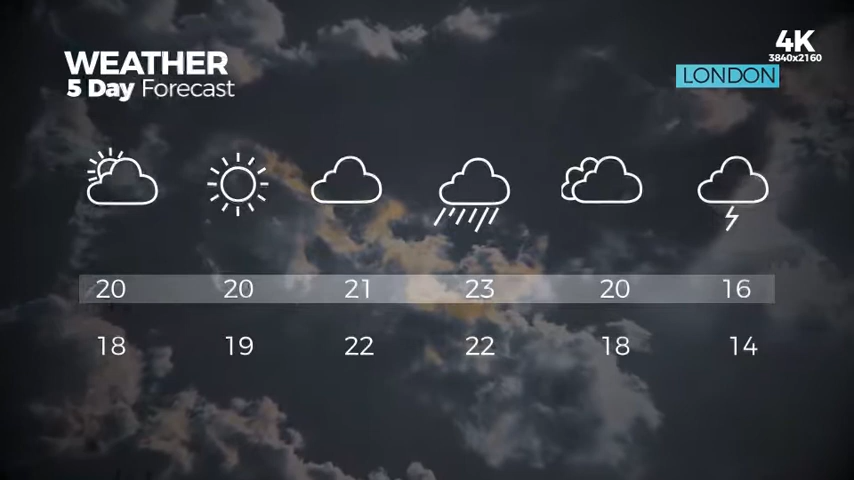 WEATHER
5 Day Forecast
4K
3840x2160
LONDON
20 20 21 23 20 16
18 19 22 22 18 14